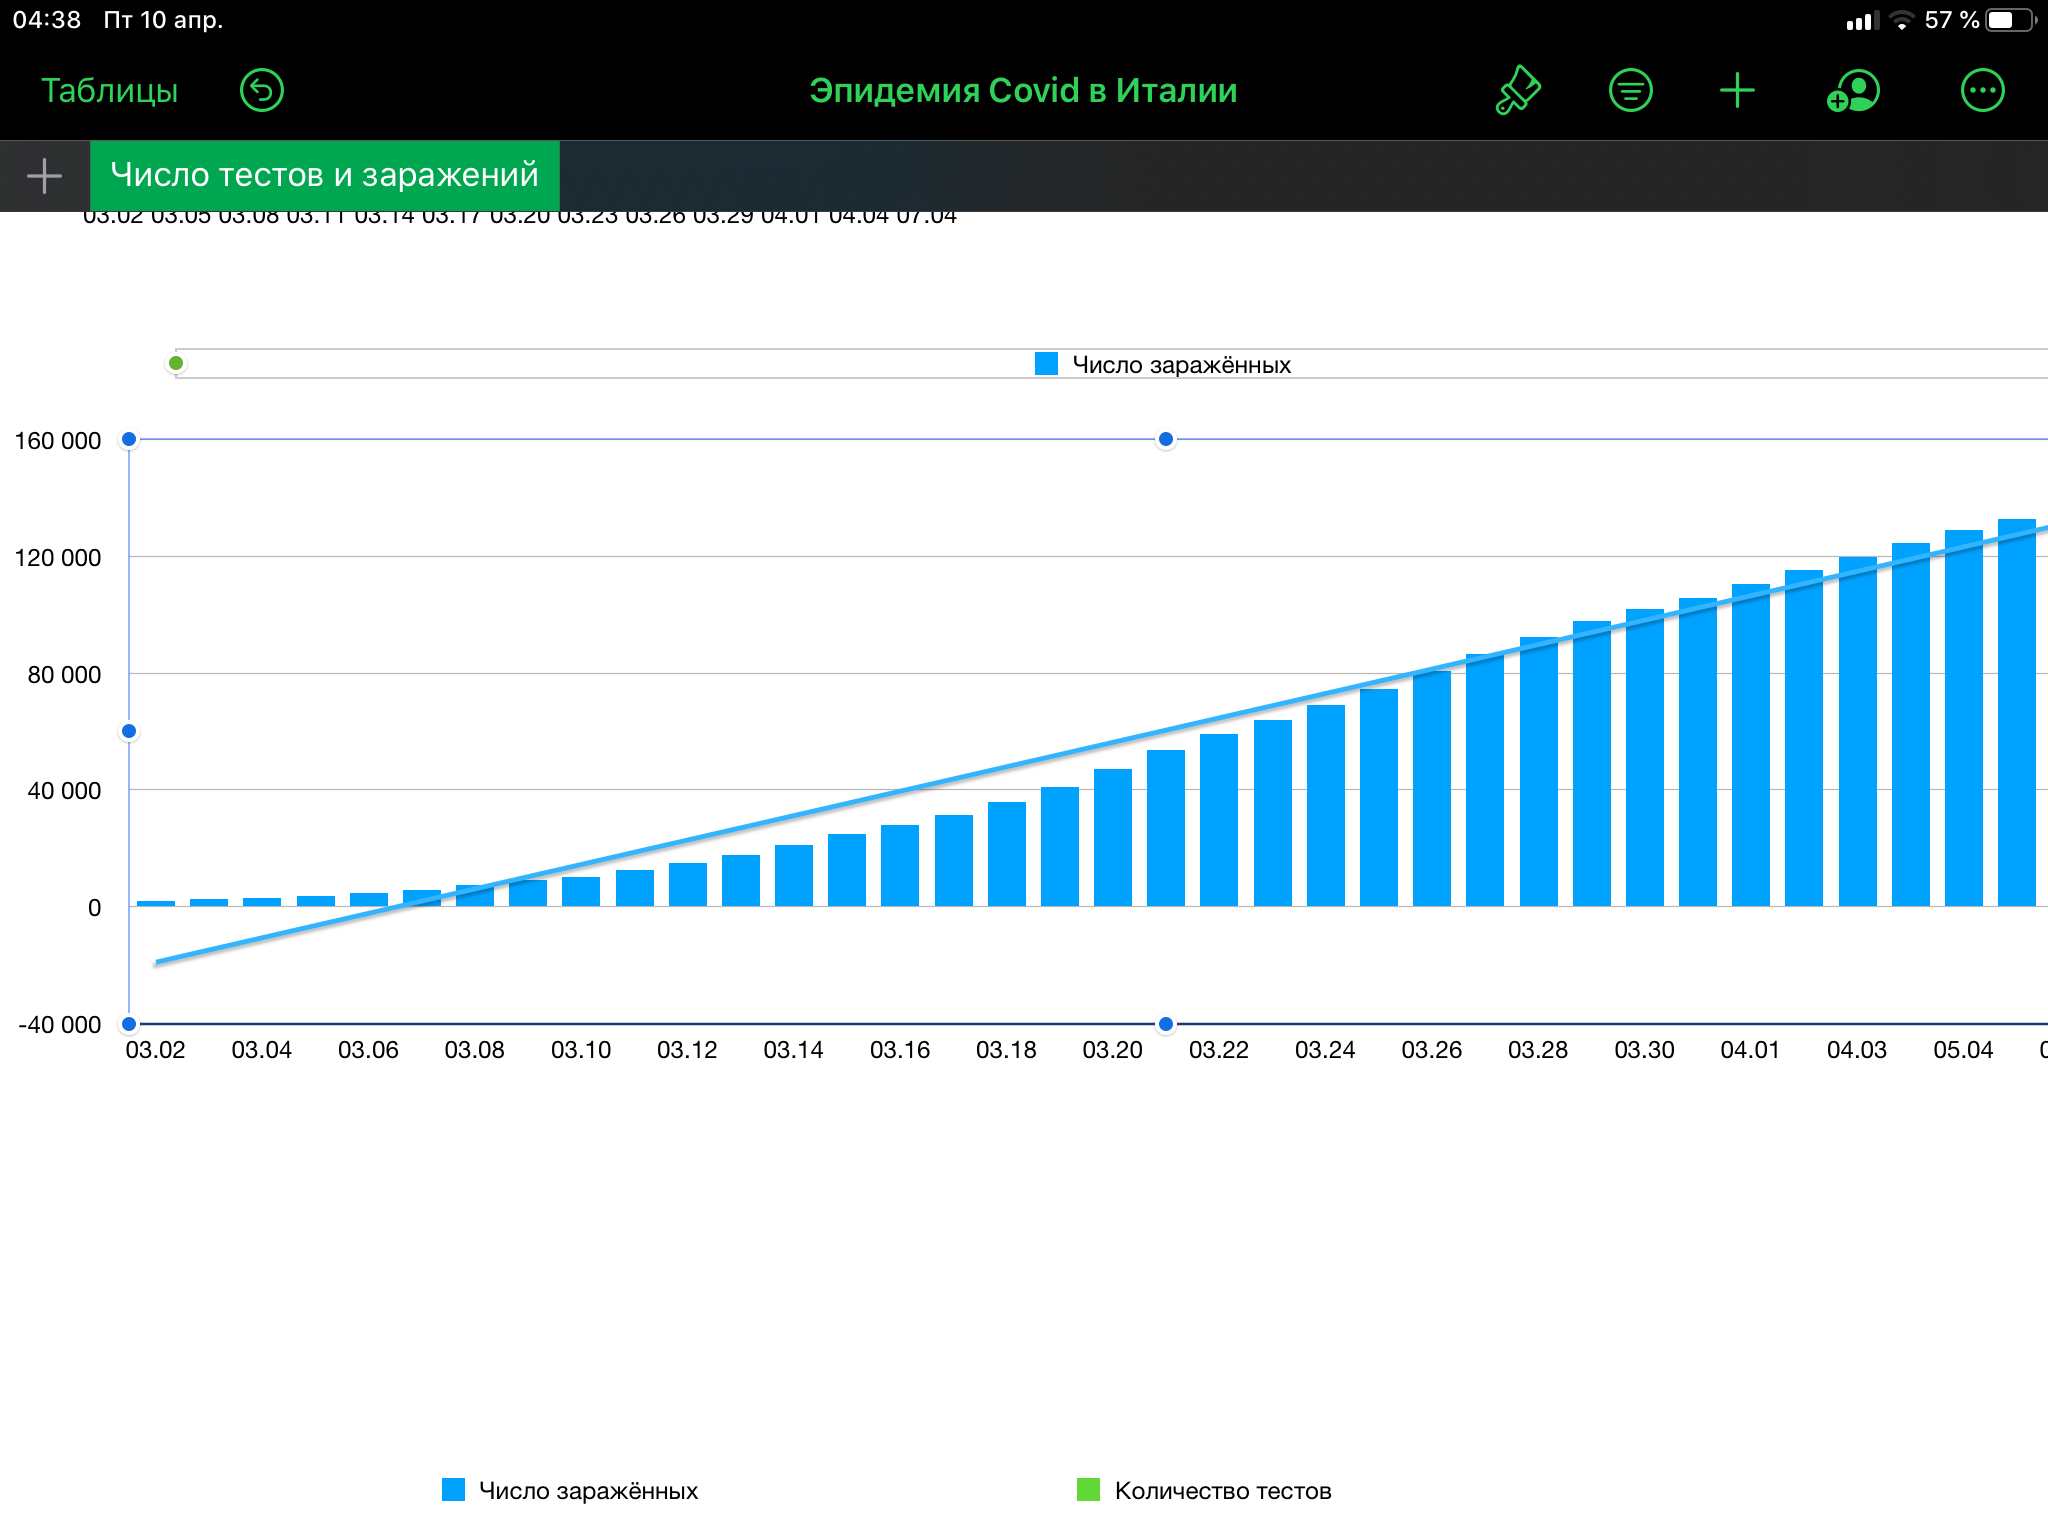 04:38 Пт 10 апр. 57 %
Таблицы Эпидемия Covid в Италии
Число тестов и заражений
03.02 03.05 03.08 03.11 03.14 03.17 03.20 03.23 03.26 03.29 04.01 04.04 07.04
Число заражённых
160 000
120 000
80 000
40 000
0
-40 000
03.02 03.04 03.06 03.08 03.10 03.12 03.14 03.16 03.18 03.20 03.22 03.24 03.26 03.28 03.30 04.01 04.03 05.04
Число заражённых Количество тестов